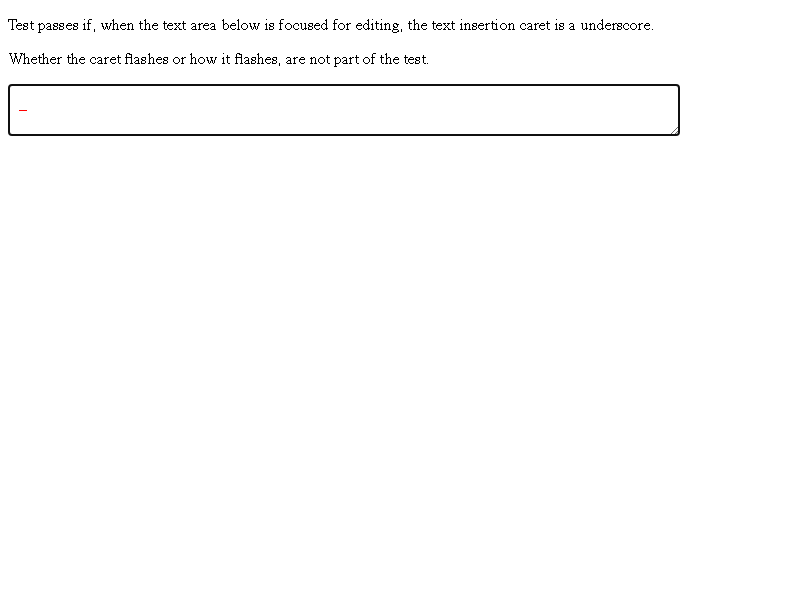 Test passes if, when the text area below is focused for editing, the text insertion caret is a underscore.
Whether the caret flashes or how it flashes, are not part of the test.